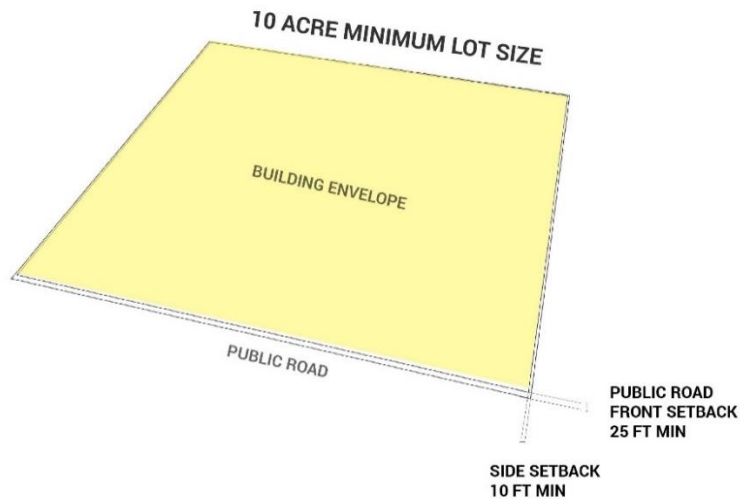 10 ACRE MINIMUM LOT SIZE
BUILDING ENVELOPE
PUBLIC ROAD
PUBLIC ROAD
FRONT SETBACK
25 FT MIN
SIDE SETBACK
10 FT MIN